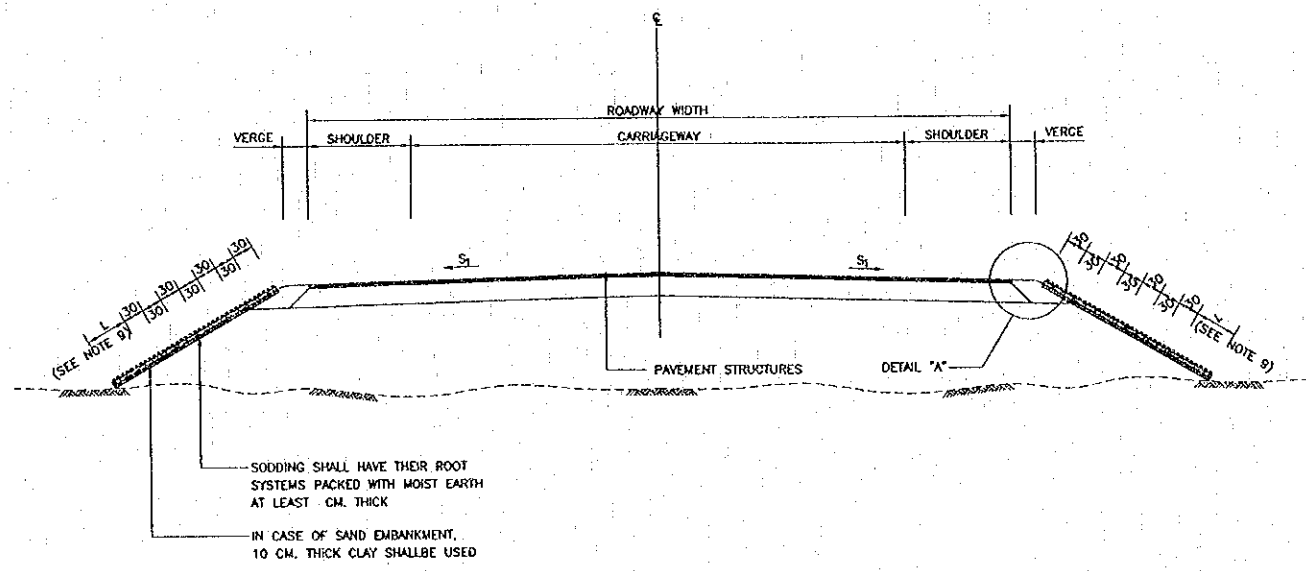 ℄
ROADWAY WIDTH
VERGE SHOULDER CARRIAGEWAY SHOULDER VERGE
S1 S1
30 30 30 30 30 30 30 30 L
(SEE NOTE 9)
(SEE NOTE 9)
PAVEMENT STRUCTURES
DETAIL "A"
SODDING SHALL HAVE THEIR ROOT
SYSTEMS PACKED WITH MOIST EARTH
AT LEAST CM. THICK
IN CASE OF SAND EMBANKMENT,
10 CM. THICK CLAY SHALLBE USED